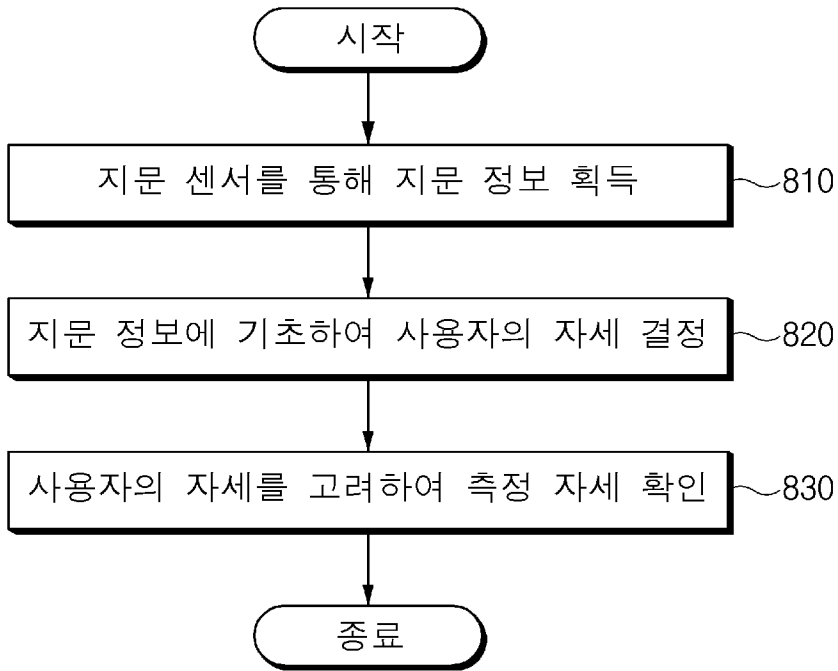 시작
지문 센서를 통해 지문 정보 획득
810
지문 정보에 기초하여 사용자의 자세 결정
820
사용자의 자세를 고려하여 측정 자세 확인
830
종료